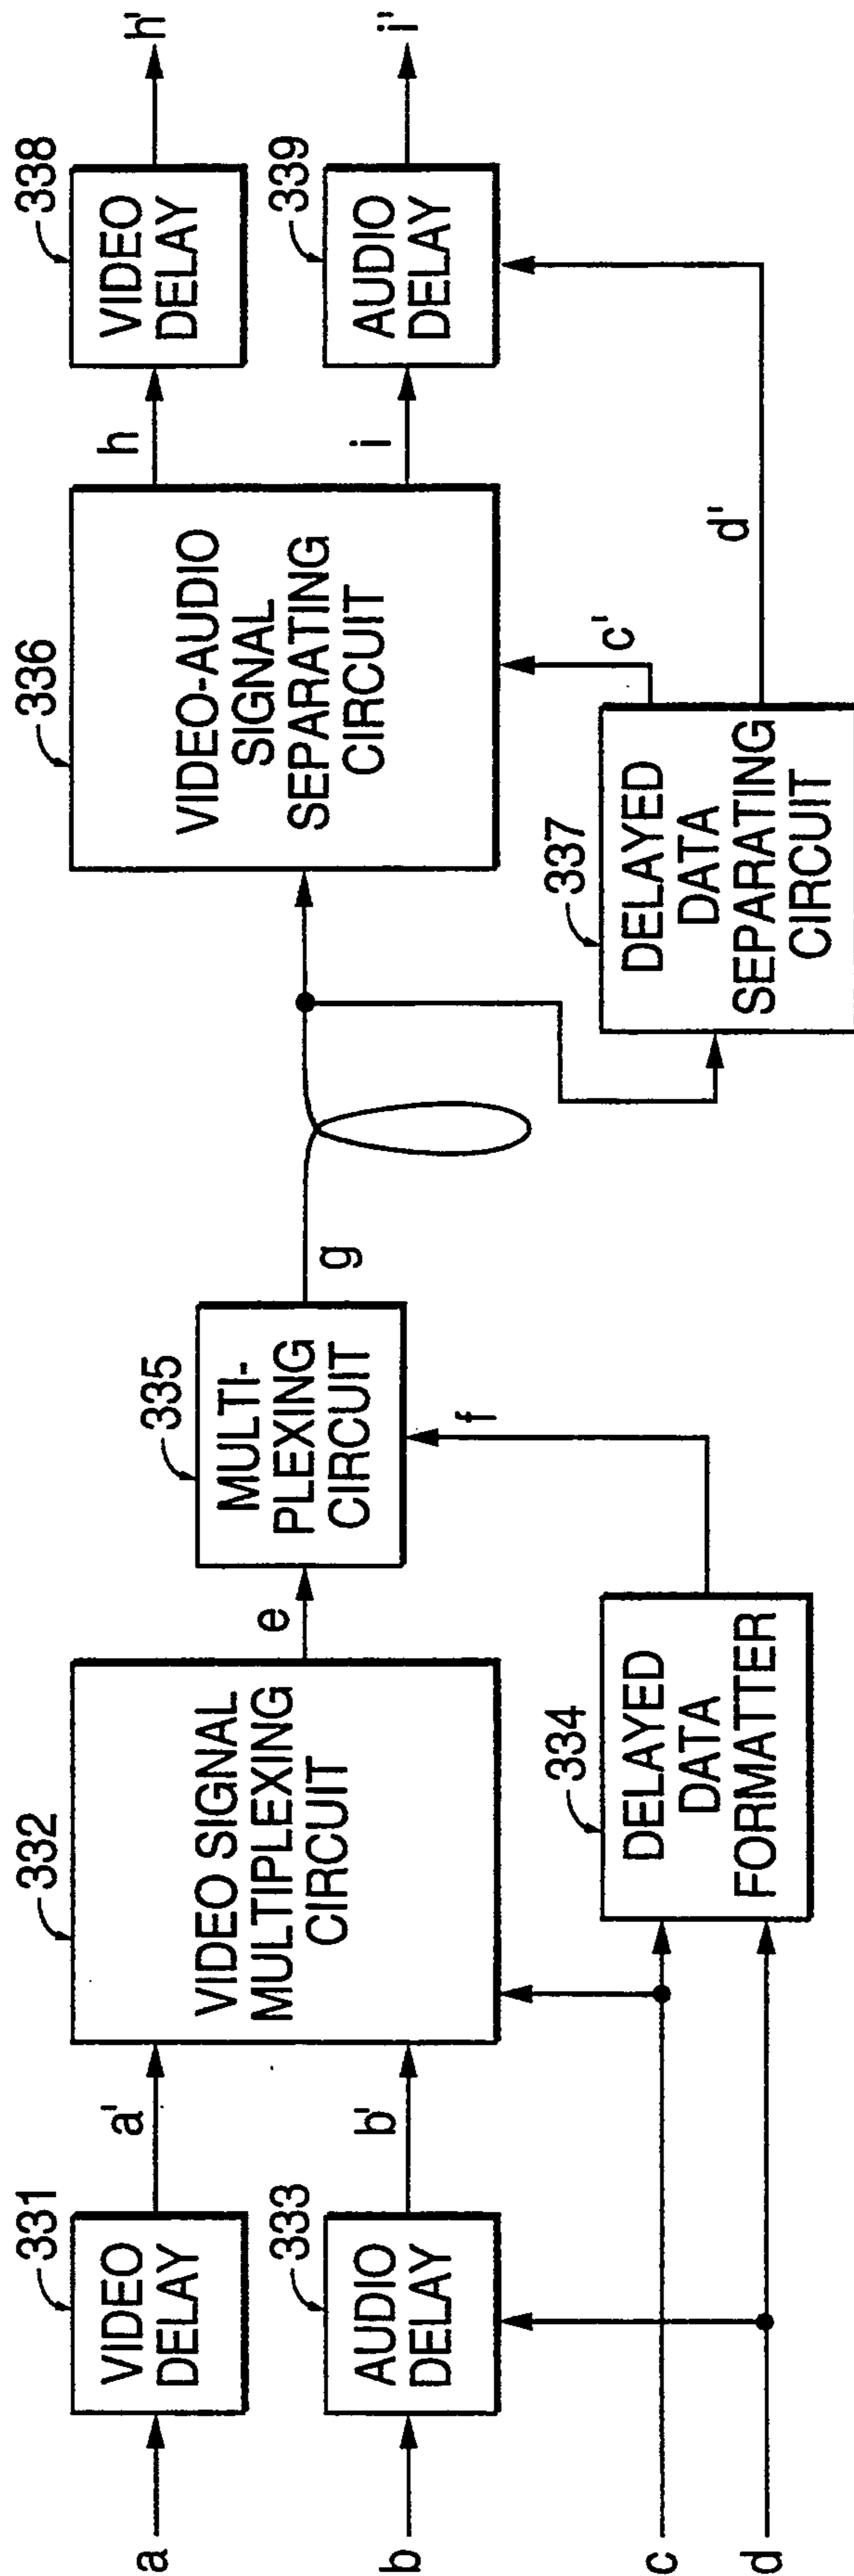 a
331
VIDEO
DELAY
a'
b
333
AUDIO
DELAY
b'
c
d
332
VIDEO SIGNAL
MULTIPLEXING
CIRCUIT
334
DELAYED
DATA
FORMATTER
e
f
335
MULTI-
PLEXING
CIRCUIT
g
336
VIDEO-AUDIO
SIGNAL
SEPARATING
CIRCUIT
337
DELAYED
DATA
SEPARATING
CIRCUIT
c'
d'
h
338
VIDEO
DELAY
h'
i
339
AUDIO
DELAY
i'